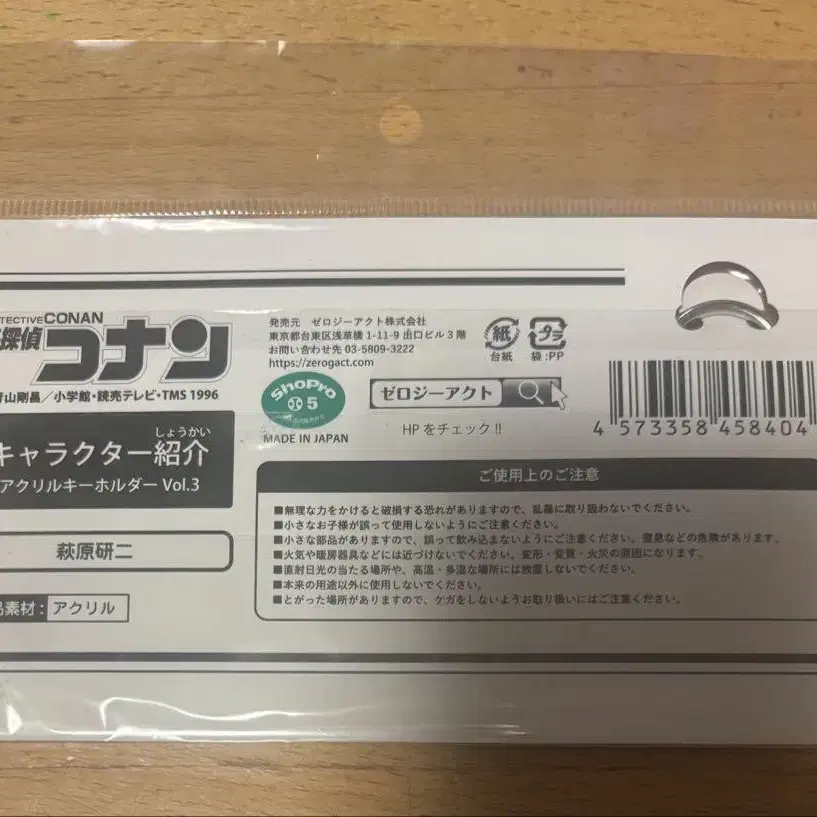 TECTIVE CONAN
探偵
コナン
青山剛昌／小学館・読売テレビ・TMS 1996
キャラクター紹介
しょうかい
アクリルキーホルダー Vol.3
萩原研二
品素材：アクリル
発売元 ゼロジーアクト株式会社
東京都台東区浅草橋 1-11-9 出口ビル 3 階
お問い合わせ先 03-5809-3222
https://zerogact.com
ShoPro
小 5
MADE IN JAPAN
ゼロジーアクト
HP をチェック!!
紙
台紙
プラ
袋:PP
4 573358 458404
ご使用上のご注意
■無理な力をかけると破損する恐れがありますので、乱暴に取り扱わないでください。
■小さなお子様が誤って使用しないようにご注意ください。
■小さな部品がありますので、誤って飲み込まないようにご注意ください。窒息などの危険があります。
■火気や暖房器具などには近づけないでください。変形・変質・火災の原因になります。
■直射日光の当たる場所や、高温・多湿な場所には放置しないでください。
■本来の用途以外に使用しないでください。
■とがった場所がありますので、ケガをしないようお取り扱いにはご注意ください。